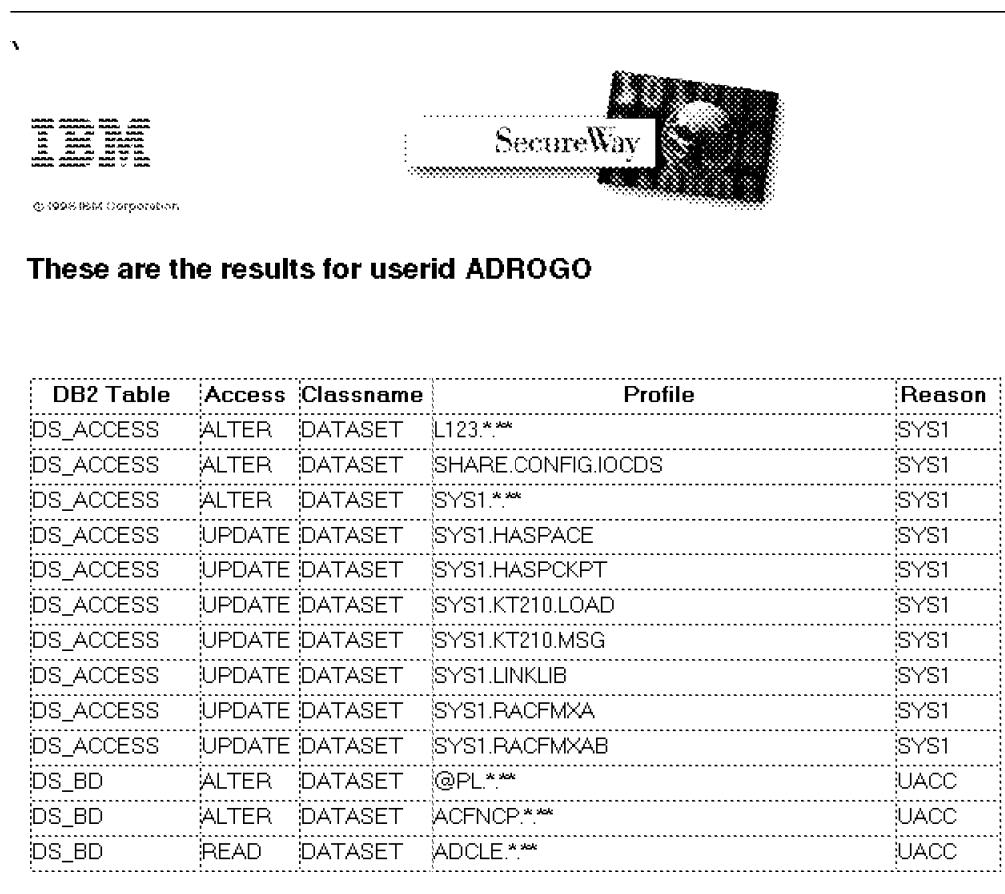 IBM
SecureWay
© 1998 IBM Corporation
These are the results for userid ADROGO
DB2 Table Access Classname Profile Reason
DS_ACCESS ALTER DATASET L123.*.** SYS1
DS_ACCESS ALTER DATASET SHARE.CONFIG.IOCDS SYS1
DS_ACCESS ALTER DATASET SYS1.*.** SYS1
DS_ACCESS UPDATE DATASET SYS1.HASPACE SYS1
DS_ACCESS UPDATE DATASET SYS1.HASPCKPT SYS1
DS_ACCESS UPDATE DATASET SYS1.KT210.LOAD SYS1
DS_ACCESS UPDATE DATASET SYS1.KT210.MSG SYS1
DS_ACCESS UPDATE DATASET SYS1.LINKLIB SYS1
DS_ACCESS UPDATE DATASET SYS1.RACFMXA SYS1
DS_ACCESS UPDATE DATASET SYS1.RACFMXAB SYS1
DS_BD ALTER DATASET @PL.*.** UACC
DS_BD ALTER DATASET ACFNCP.*.** UACC
DS_BD READ DATASET ADCLE.*.** UACC